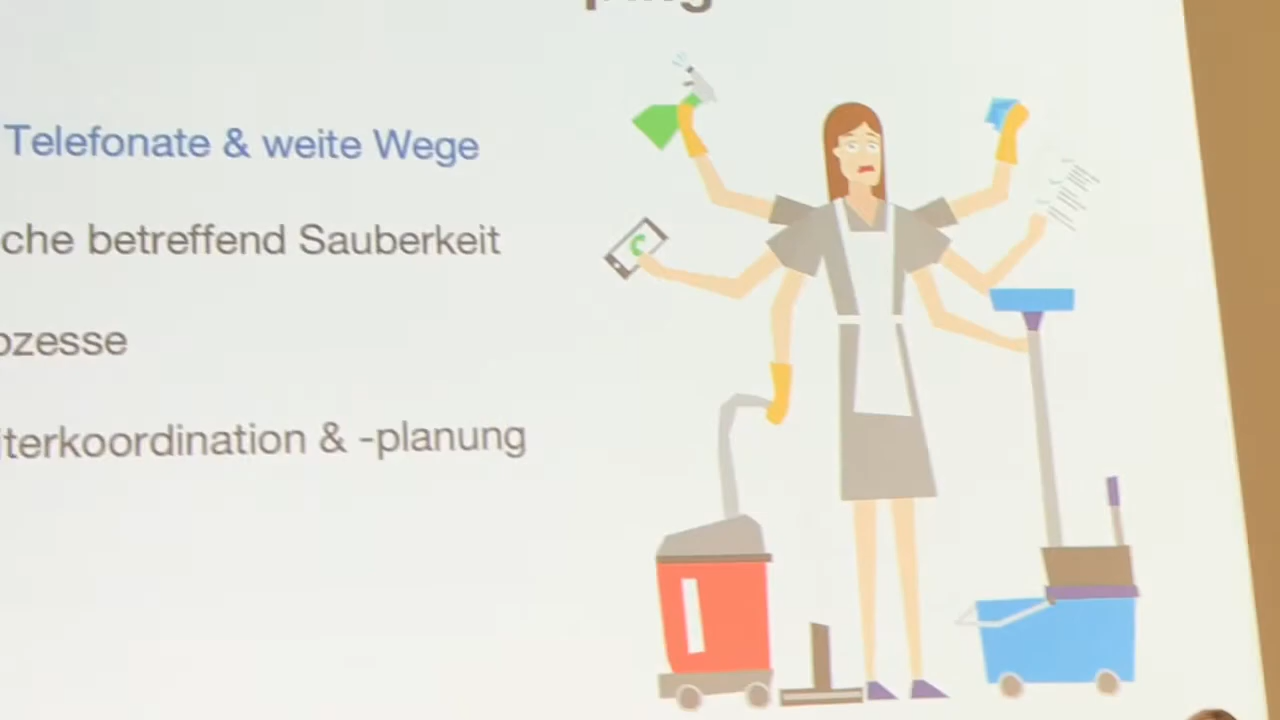 Telefonate & weite Wege
che betreffend Sauberkeit
ozesse
iterkoordination & -planung